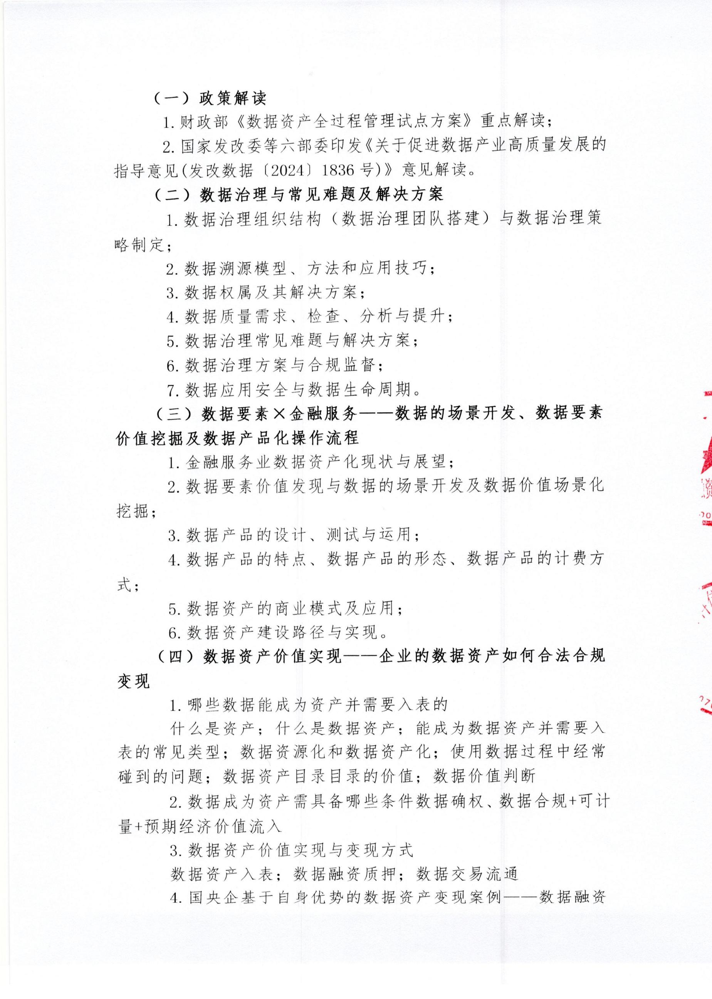 （一）政策解读
1. 财政部《数据资产全过程管理试点方案》重点解读；
2. 国家发改委等六部委印发《关于促进数据产业高质量发展的
指导意见(发改数据〔2024〕1836 号)》意见解读。
（二）数据治理与常见难题及解决方案
1. 数据治理组织结构（数据治理团队搭建）与数据治理策
略制定；
2. 数据溯源模型、方法和应用技巧；
3. 数据权属及其解决方案；
4. 数据质量需求、检查、分析与提升；
5. 数据治理常见难题与解决方案；
6. 数据治理方案与合规监督；
7. 数据应用安全与数据生命周期。
（三）数据要素×金融服务——数据的场景开发、数据要素
价值挖掘及数据产品化操作流程
1. 金融服务业数据资产化现状与展望；
2. 数据要素价值发现与数据的场景开发及数据价值场景化
挖掘；
3. 数据产品的设计、测试与运用；
4. 数据产品的特点、数据产品的形态、数据产品的计费方
式；
5. 数据资产的商业模式及应用；
6. 数据资产建设路径与实现。
（四）数据资产价值实现——企业的数据资产如何合法合规
变现
1. 哪些数据能成为资产并需要入表的
什么是资产；什么是数据资产；能成为数据资产并需要入
表的常见类型；数据资源化和数据资产化；使用数据过程中经常
碰到的问题；数据资产目录目录的价值；数据价值判断
2. 数据成为资产需具备哪些条件数据确权、数据合规+可计
量+预期经济价值流入
3. 数据资产价值实现与变现方式
数据资产入表；数据融资质押；数据交易流通
4. 国央企基于自身优势的数据资产变现案例——数据融资